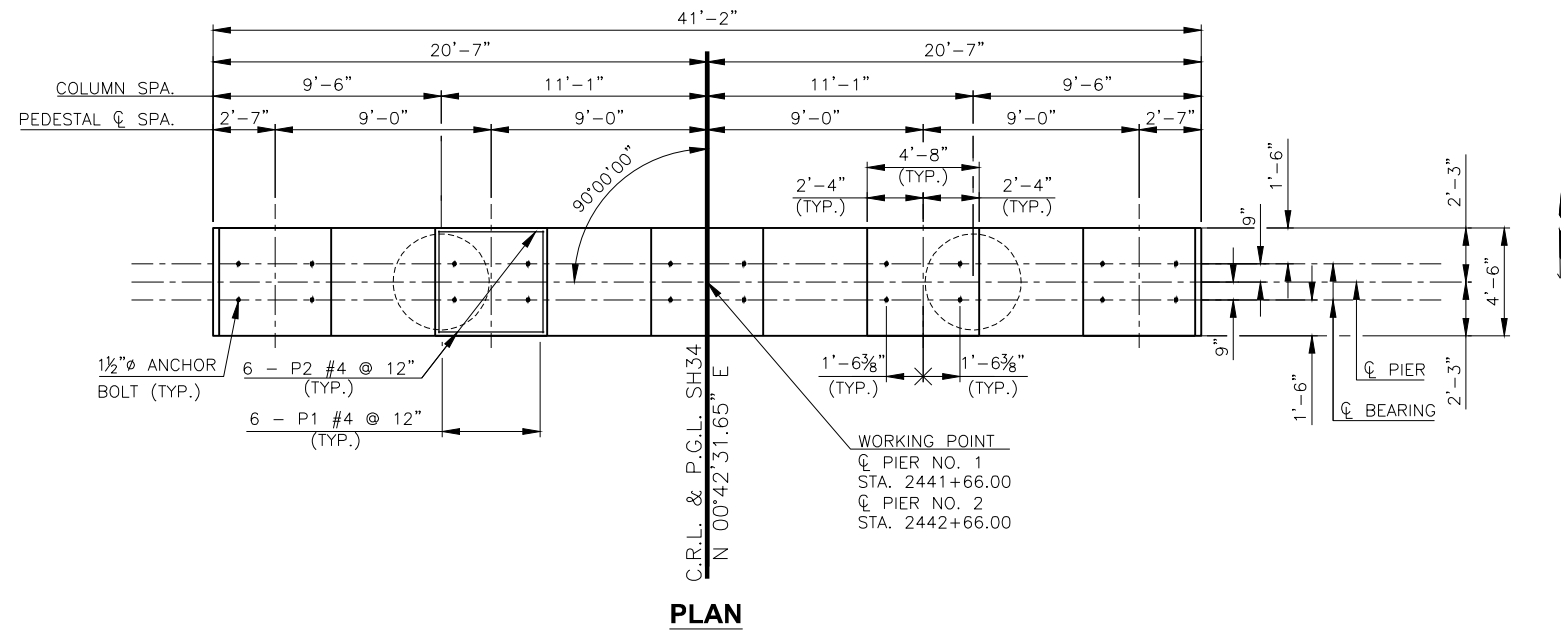 41'-2"
20'-7" 20'-7"
COLUMN SPA. 9'-6" 11'-1" 11'-1" 9'-6"
PEDESTAL ℄ SPA. 2'-7" 9'-0" 9'-0" 9'-0" 9'-0" 2'-7"
90°00'00"
4'-8"
(TYP.)
2'-4"
(TYP.)
2'-4"
(TYP.)
1'-6"
9"
2'-3"
4'-6"
9"
1'-6"
2'-3"
℄ PIER
℄ BEARING
1½"ø ANCHOR
BOLT (TYP.)
6 - P2 #4 @ 12"
(TYP.)
6 - P1 #4 @ 12"
(TYP.)
1'-6⅜"
(TYP.)
1'-6⅜"
(TYP.)
C.R.L. & P.G.L. SH34
N 00°42'31.65" E
WORKING POINT
℄ PIER NO. 1
STA. 2441+66.00
℄ PIER NO. 2
STA. 2442+66.00
PLAN